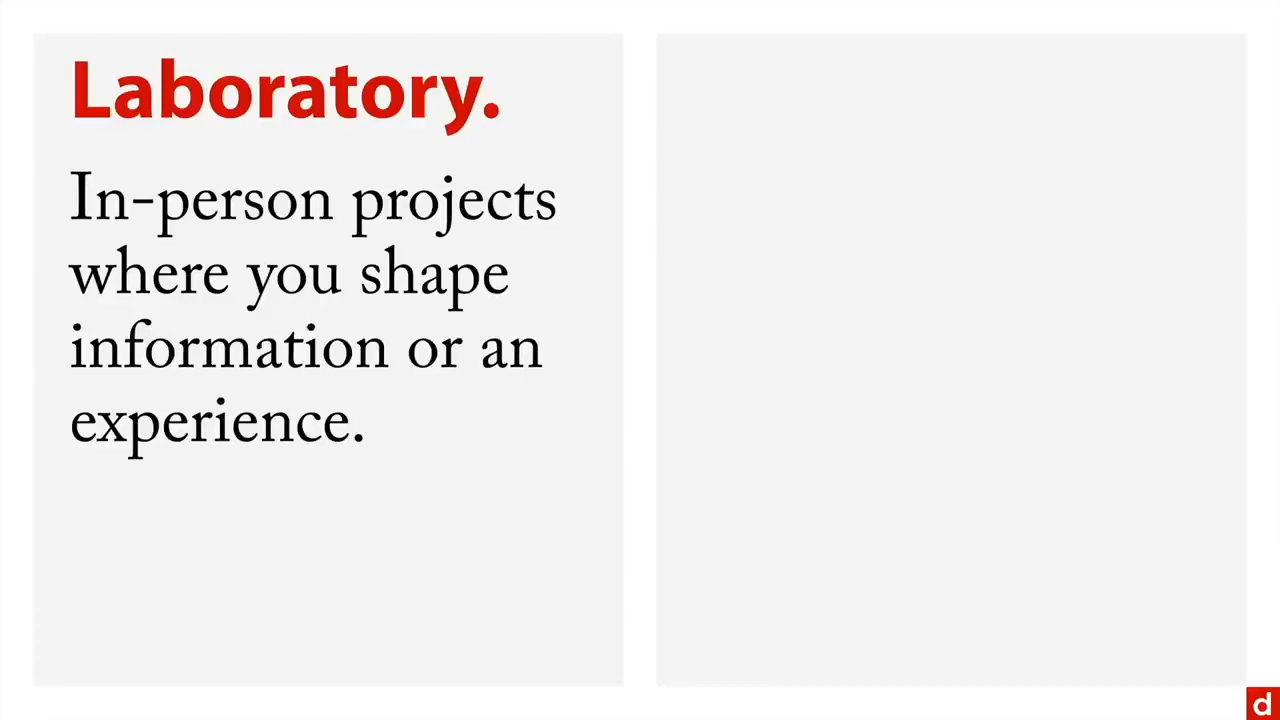 Laboratory.
In-person projects
where you shape
information or an
experience.
d